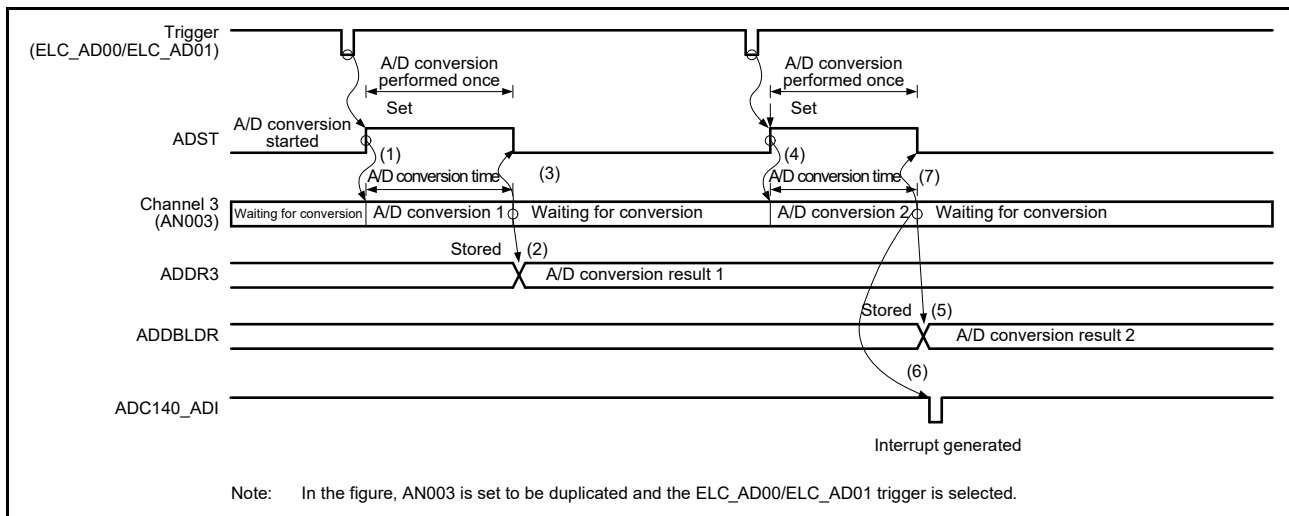 Trigger
(ELC_AD00/ELC_AD01)
A/D conversion
performed once
A/D conversion
performed once
Set
Set
A/D conversion
started
ADST
(1)
(3)
(4)
(7)
A/D conversion time
A/D conversion time
Channel 3
(AN003)
Waiting for conversion
A/D conversion 1
Waiting for conversion
A/D conversion 2
Waiting for conversion
Stored
(2)
ADDR3
A/D conversion result 1
Stored
(5)
ADDBLDR
A/D conversion result 2
(6)
ADC140_ADI
Interrupt generated
Note: In the figure, AN003 is set to be duplicated and the ELC_AD00/ELC_AD01 trigger is selected.